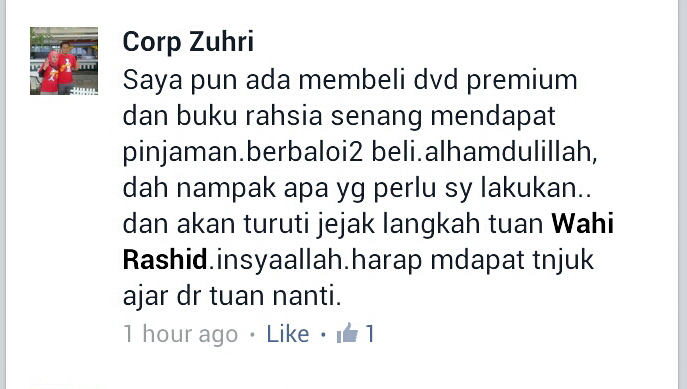 Corp Zuhri
Saya pun ada membeli dvd premium
dan buku rahsia senang mendapat
pinjaman.berbaloi2 beli.alhamdulillah,
dah nampak apa yg perlu sy lakukan..
dan akan turuti jejak langkah tuan Wahi
Rashid.insyaallah.harap mdapat tnjuk
ajar dr tuan nanti.
1 hour ago · Like · 1